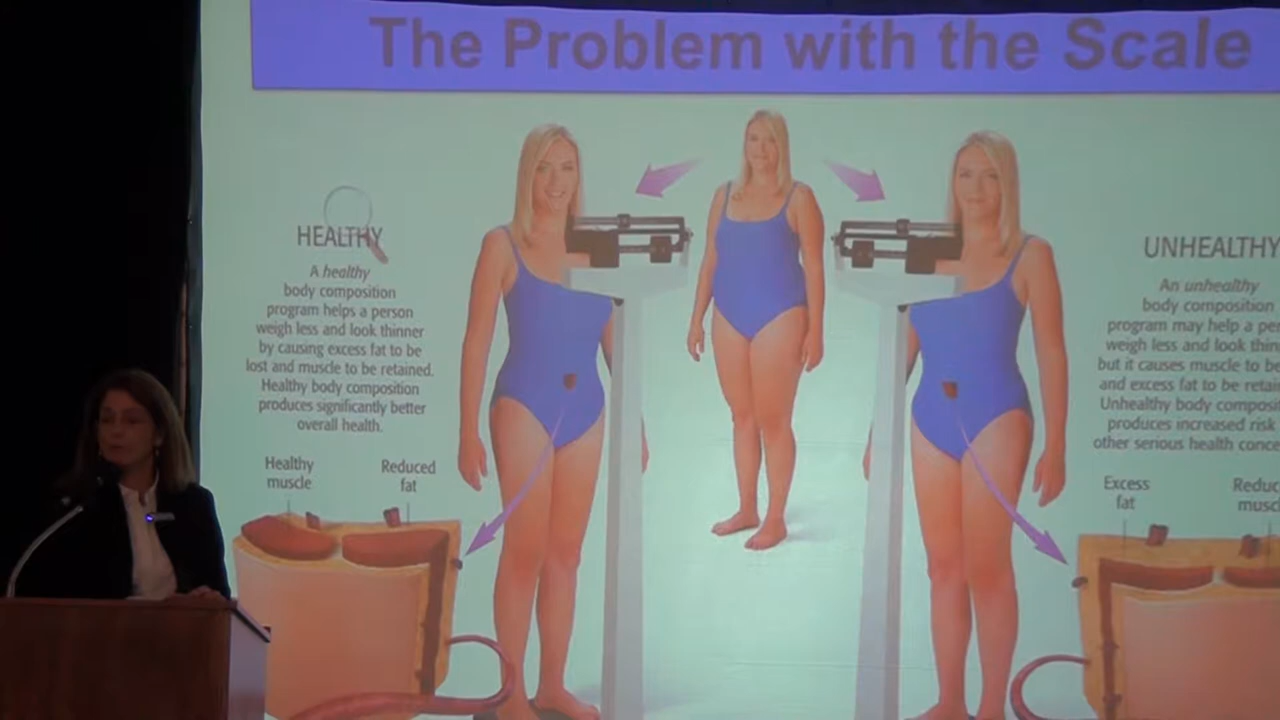 The Problem with the Scale
HEALTHY
A healthy
body composition
program helps a person
weigh less and look thinner
by causing excess fat to be
lost and muscle to be retained.
Healthy body composition
produces significantly better
overall health.
Healthy
muscle
Reduced
fat
UNHEALTHY
An unhealthy
body composition
program may help a
weigh less and look
but it causes muscle to be
and excess fat to be
Unhealthy body
produces increased risk
other serious health
Excess
fat